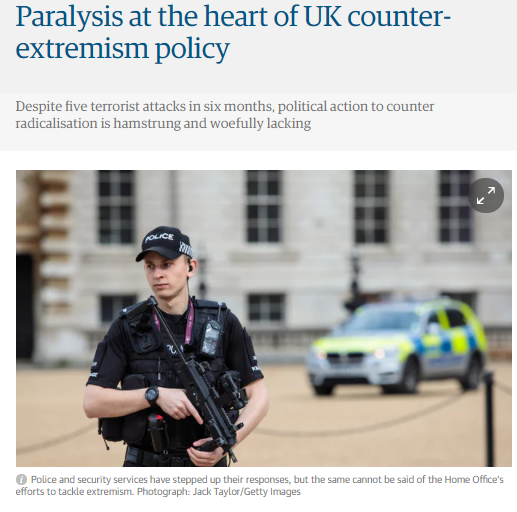 Paralysis at the heart of UK counter-
extremism policy
Despite five terrorist attacks in six months, political action to counter
radicalisation is hamstrung and woefully lacking
POLICE
Police and security services have stepped up their responses, but the same cannot be said of the Home Office's
efforts to tackle extremism. Photograph: Jack Taylor/Getty Images